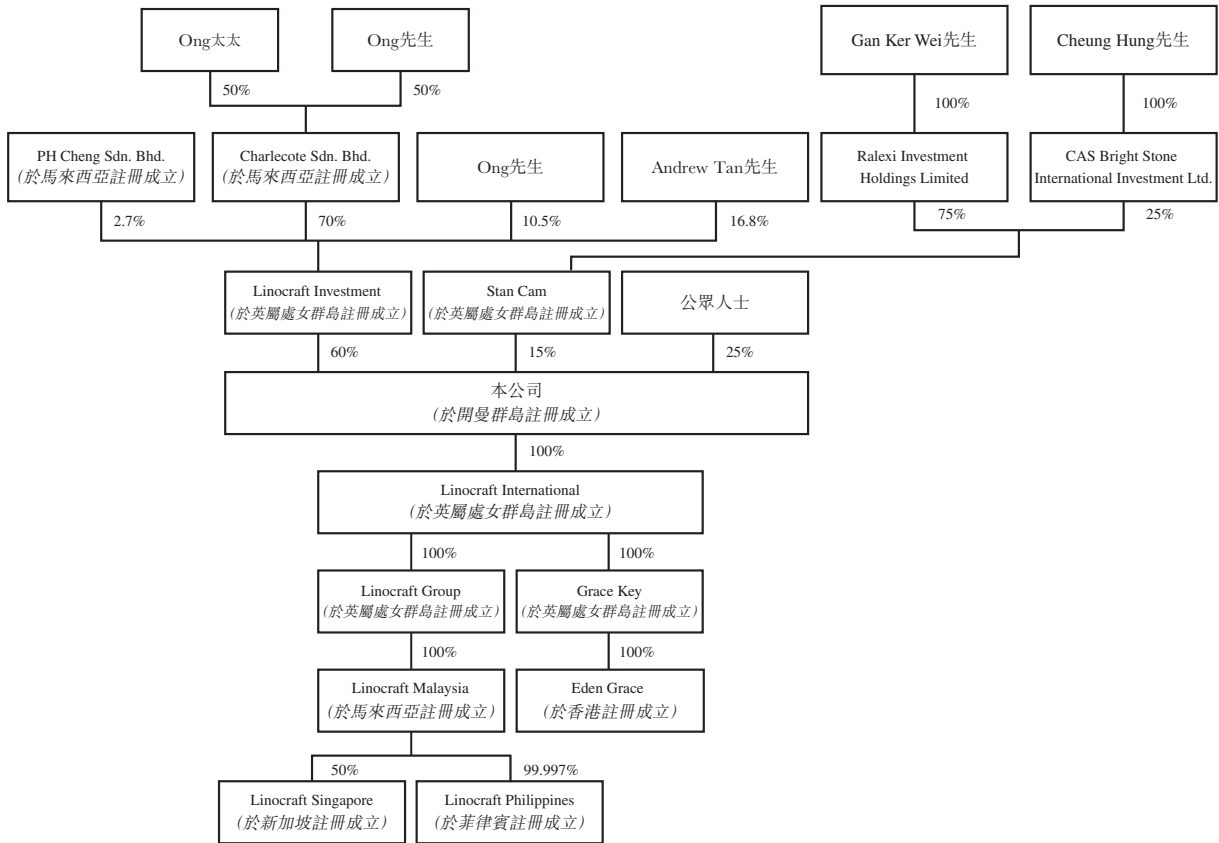 Ong太太
Ong先生
Gan Ker Wei先生
Cheung Hung先生
50%
50%
100%
100%
PH Cheng Sdn. Bhd.
(於馬來西亞註冊成立)
Charlecote Sdn. Bhd.
(於馬來西亞註冊成立)
Ong先生
Andrew Tan先生
Ralexi Investment
Holdings Limited
CAS Bright Stone
International Investment Ltd.
2.7%
70%
10.5%
16.8%
75%
25%
Linocraft Investment
(於英屬處女群島註冊成立)
Stan Cam
(於英屬處女群島註冊成立)
公眾人士
60%
15%
25%
本公司
(於開曼群島註冊成立)
100%
Linocraft International
(於英屬處女群島註冊成立)
100%
100%
Linocraft Group
(於英屬處女群島註冊成立)
Grace Key
(於英屬處女群島註冊成立)
100%
100%
Linocraft Malaysia
(於馬來西亞註冊成立)
Eden Grace
(於香港註冊成立)
50%
99.997%
Linocraft Singapore
(於新加坡註冊成立)
Linocraft Philippines
(於菲律賓註冊成立)